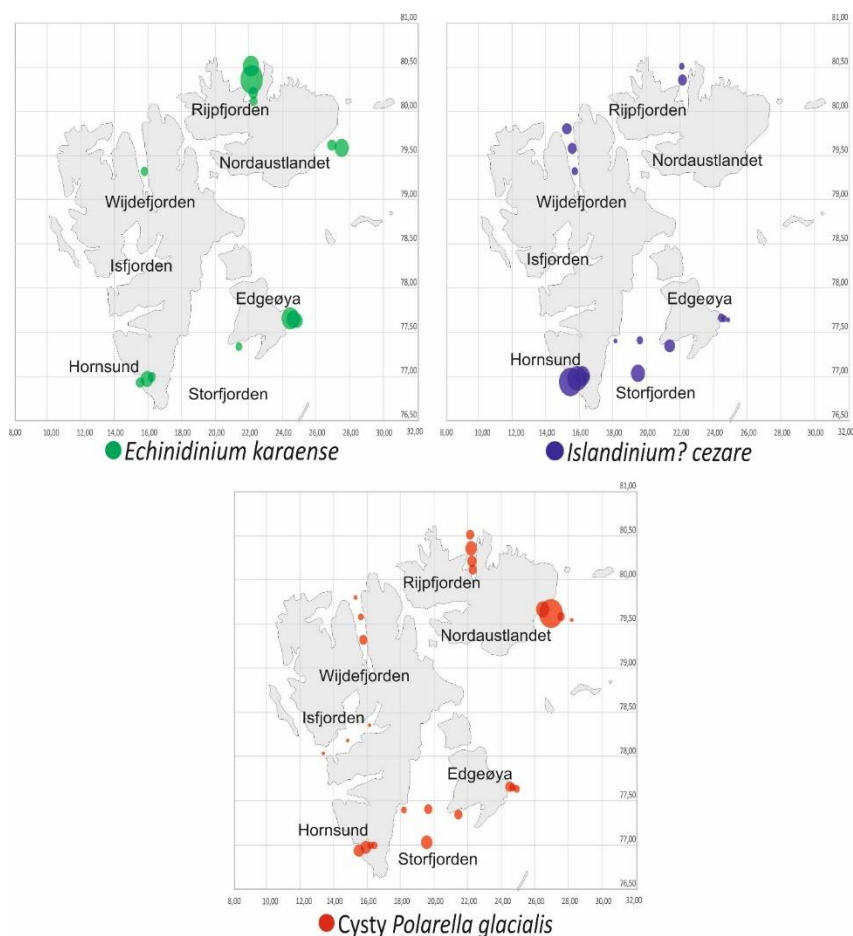 81,00
80,50
Rijpfjorden
80,00
79,50
Nordaustlandet
79,00
Wijdefjorden
78,50
Isfjorden
78,00
Edgeøya
77,50
Hornsund
77,00
Storfjorden
76,50
8,00 10,00 12,00 14,00 16,00 18,00 20,00 22,00 24,00 26,00 28,00 30,00 32,00
Echinidinium karaense
81,00
80,50
Rijpfjorden
80,00
79,50
Nordaustlandet
79,00
Wijdefjorden
78,50
Isfjorden
78,00
Edgeøya
77,50
Hornsund
77,00
Storfjorden
76,50
8,00 10,00 12,00 14,00 16,00 18,00 20,00 22,00 24,00 26,00 28,00 30,00 32,00
Islandinium? cezare
81,00
80,50
Rijpfjorden
80,00
79,50
Nordaustlandet
79,00
Wijdefjorden
78,50
Isfjorden
78,00
Edgeøya
77,50
Hornsund
77,00
Storfjorden
76,50
8,00 10,00 12,00 14,00 16,00 18,00 20,00 22,00 24,00 26,00 28,00 30,00 32,00
Cysty Polarella glacialis